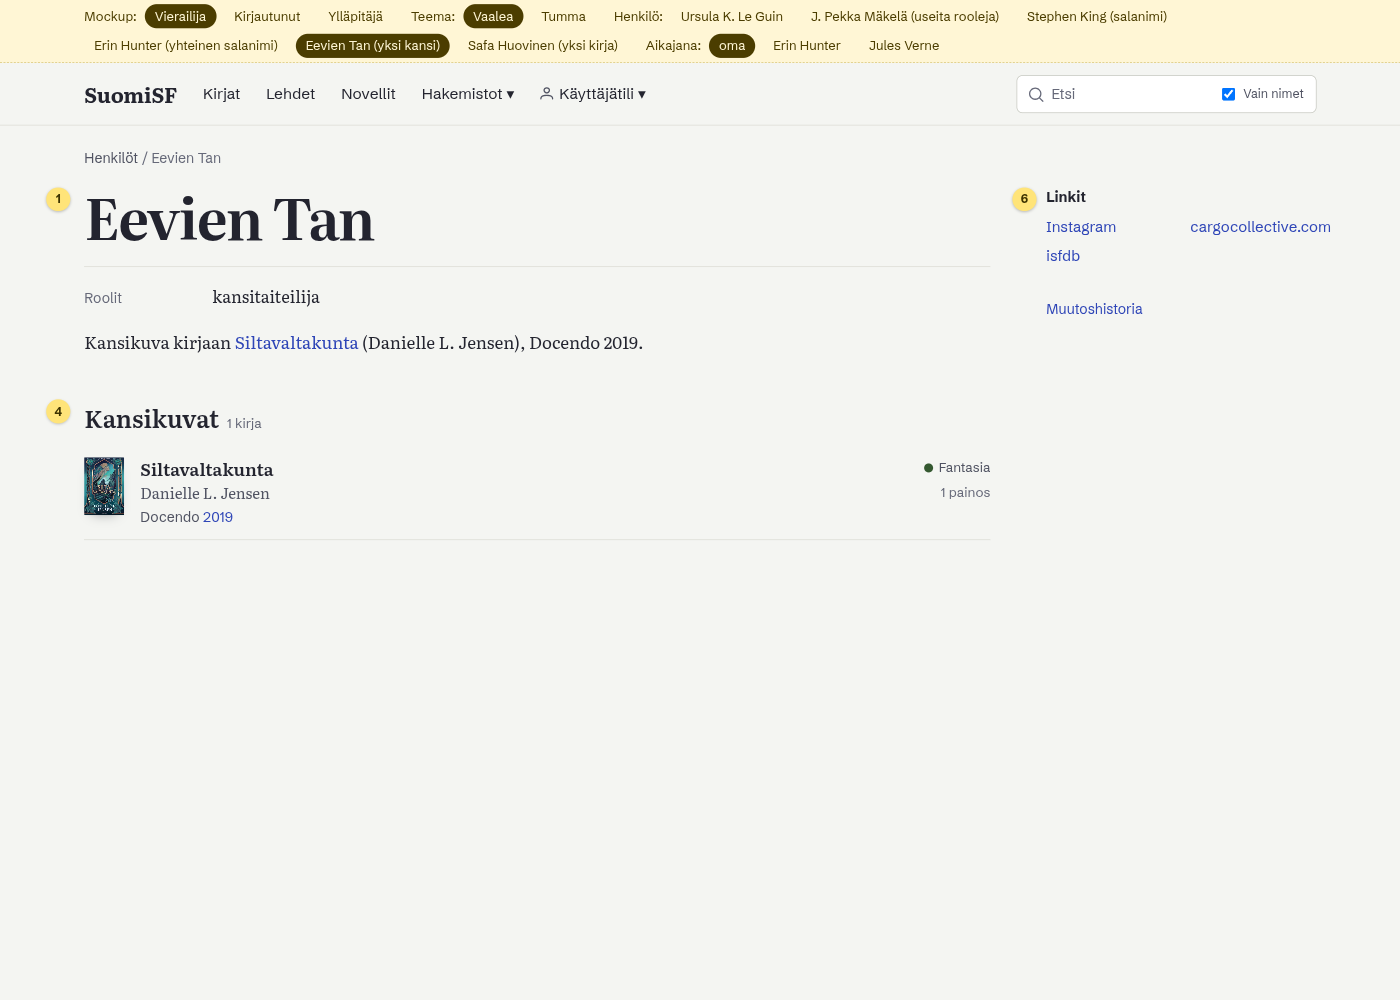 Mockup: Vierailija Kirjautunut Ylläpitäjä Teema: Vaalea Tumma Henkilö: Ursula K. Le Guin J. Pekka Mäkelä (useita rooleja) Stephen King (salanimi)
Erin Hunter (yhteinen salanimi) Eevien Tan (yksi kansi) Safa Huovinen (yksi kirja) Aikajana: oma Erin Hunter Jules Verne
SuomiSF Kirjat Lehdet Novellit Hakemistot ▾ Käyttäjätili ▾ Etsi Vain nimet
Henkilöt / Eevien Tan
1 Eevien Tan
Roolit kansitaiteilija
Kansikuva kirjaan Siltavaltakunta (Danielle L. Jensen), Docendo 2019.
4 Kansikuvat 1 kirja
Siltavaltakunta
Danielle L. Jensen
Docendo 2019
Fantasia
1 painos
6 Linkit
Instagram cargocollective.com
isfdb
Muutoshistoria